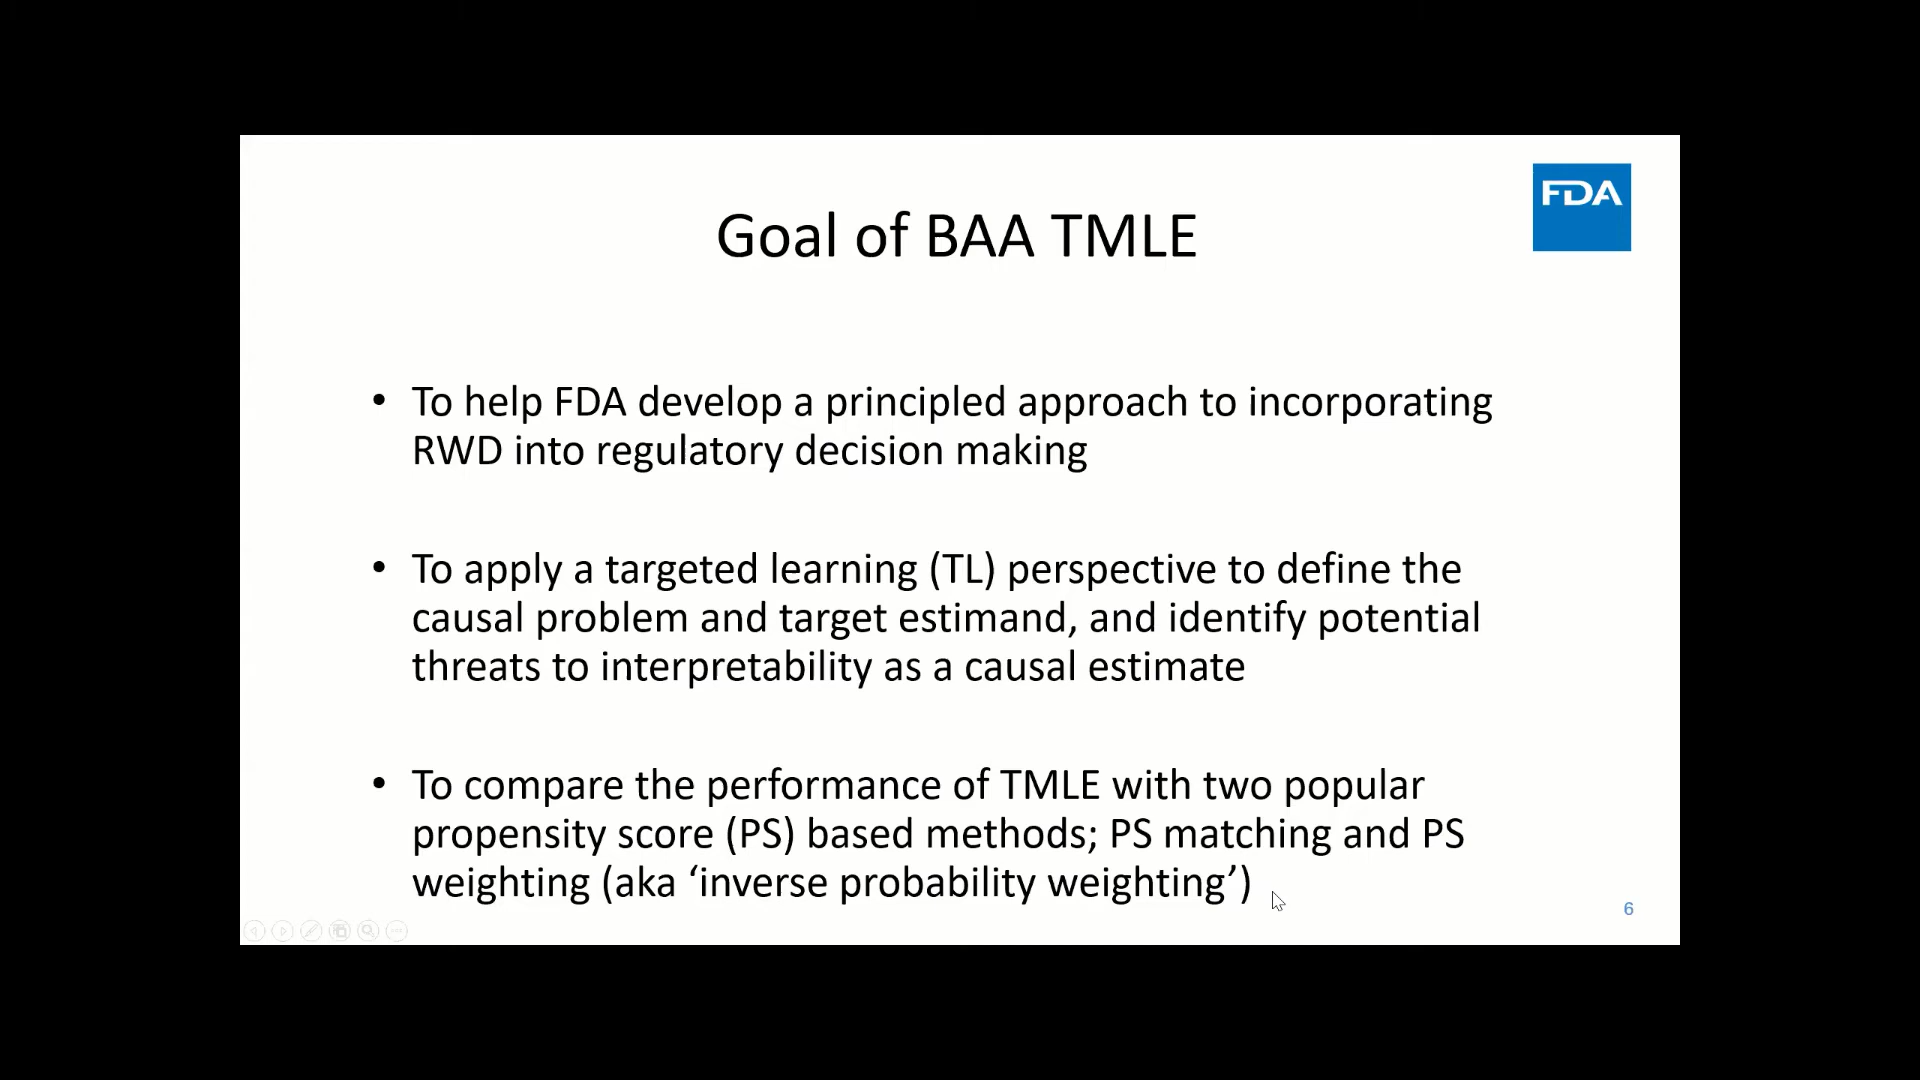 FDA
Goal of BAA TMLE
• To help FDA develop a principled approach to incorporating
RWD into regulatory decision making
• To apply a targeted learning (TL) perspective to define the
causal problem and target estimand, and identify potential
threats to interpretability as a causal estimate
• To compare the performance of TMLE with two popular
propensity score (PS) based methods; PS matching and PS
weighting (aka ‘inverse probability weighting’)
6